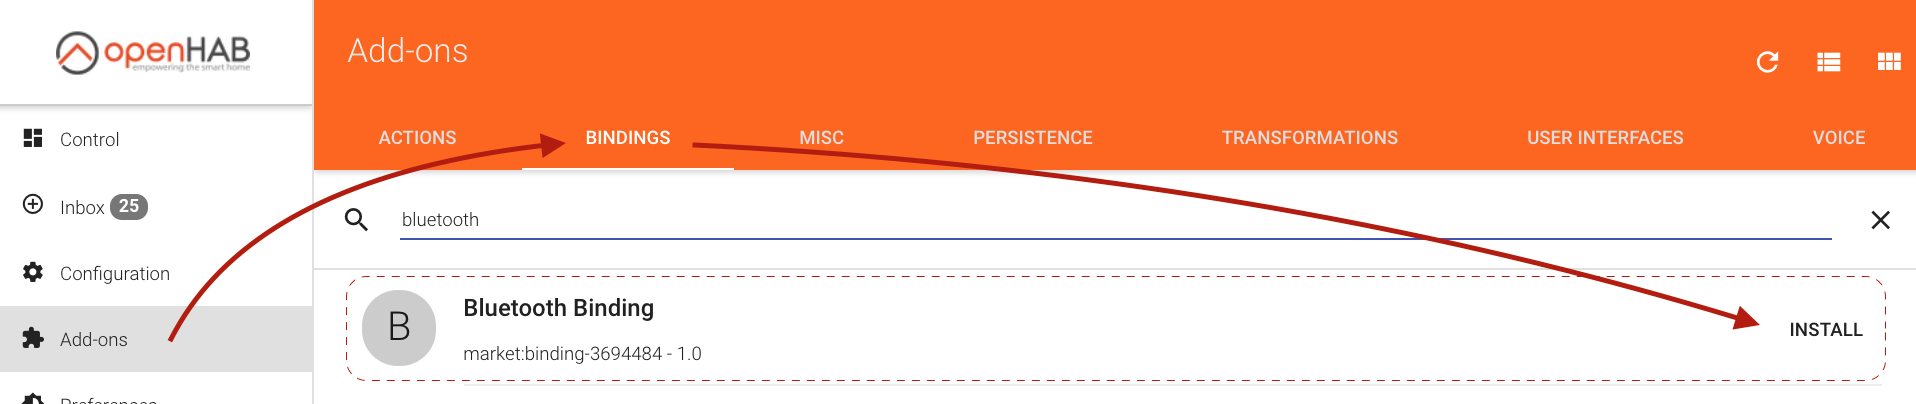 openHAB
empowering the smart home
Control
Inbox 25
Configuration
Add-ons
Preferences
Add-ons
ACTIONS BINDINGS MISC PERSISTENCE TRANSFORMATIONS USER INTERFACES VOICE
bluetooth
B
Bluetooth Binding
market:binding-3694484 - 1.0
INSTALL